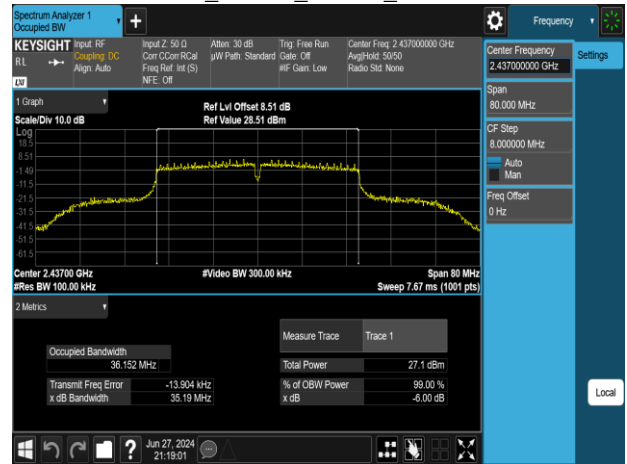 Spectrum Analyzer 1
Occupied BW
Frequency
KEYSIGHT
Input: RF
Coupling: DC
Align: Auto
Input Z: 50 Ω
Corr CCorr RCal
Freq Ref: Int (S)
NFE: Off
Atten: 30 dB
µW Path: Standard
Trig: Free Run
Gate: Off
#IF Gain: Low
Center Freq: 2.437000000 GHz
Avg|Hold: 50/50
Radio Std: None
RL
LXI
Center Frequency
2.437000000 GHz
Settings
Span
80.000 MHz
CF Step
8.000000 MHz
Auto
Man
Freq Offset
0 Hz
Local
1 Graph
Scale/Div 10.0 dB
Ref Lvl Offset 8.51 dB
Ref Value 28.51 dBm
Log
18.5
8.51
-1.49
-11.5
-21.5
-31.5
-41.5
-51.5
-61.5
Center 2.43700 GHz
#Video BW 300.00 kHz
Span 80 MHz
#Res BW 100.00 kHz
Sweep 7.67 ms (1001 pts)
2 Metrics
Measure Trace
Trace 1
Occupied Bandwidth
36.152 MHz
Total Power
27.1 dBm
Transmit Freq Error
-13.904 kHz
% of OBW Power
99.00 %
x dB Bandwidth
35.19 MHz
x dB
-6.00 dB
?
Jun 27, 2024
21:19:01